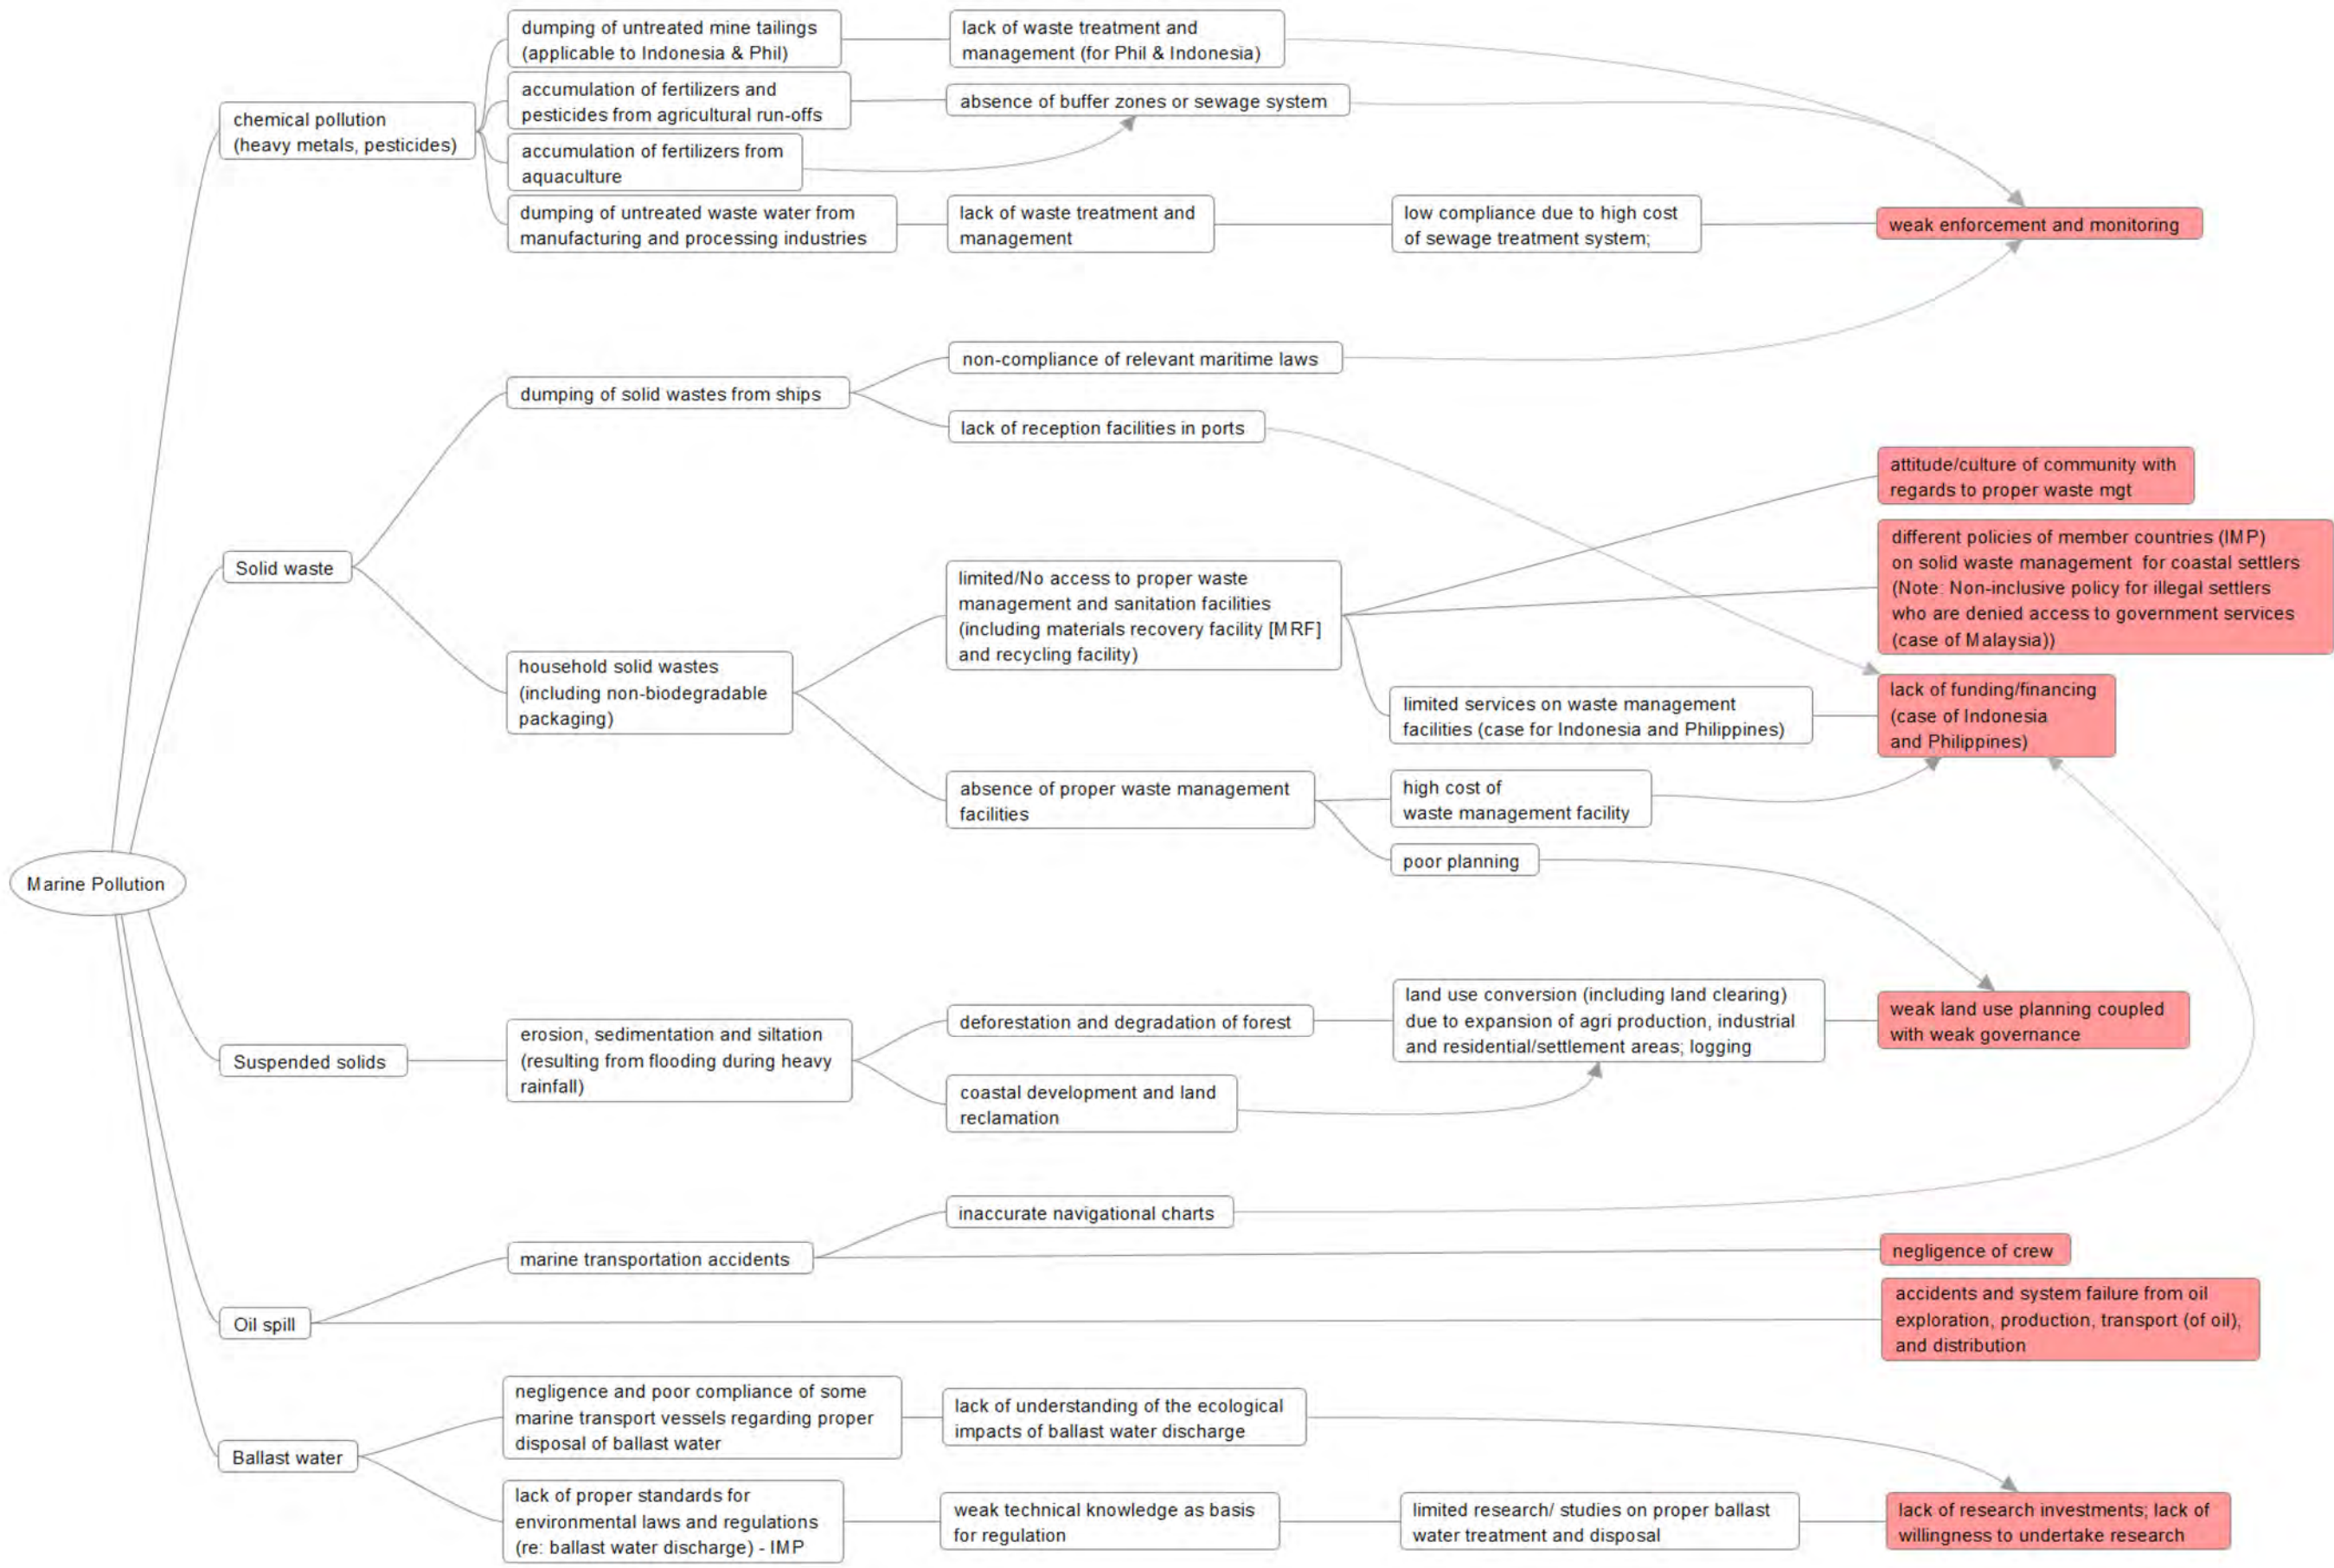 dumping of untreated mine tailings
(applicable to Indonesia & Phil)
lack of waste treatment and
management (for Phil & Indonesia)
accumulation of fertilizers and
pesticides from agricultural run-offs
absence of buffer zones or sewage system
chemical pollution
(heavy metals, pesticides)
accumulation of fertilizers from
aquaculture
dumping of untreated waste water from
manufacturing and processing industries
lack of waste treatment and
management
low compliance due to high cost
of sewage treatment system;
weak enforcement and monitoring
non-compliance of relevant maritime laws
dumping of solid wastes from ships
lack of reception facilities in ports
attitude/culture of community with
regards to proper waste mgt
different policies of member countries (IMP)
on solid waste management for coastal settlers
(Note: Non-inclusive policy for illegal settlers
who are denied access to government services
(case of Malaysia))
Solid waste
limited/No access to proper waste
management and sanitation facilities
(including materials recovery facility [MRF]
and recycling facility)
household solid wastes
(including non-biodegradable
packaging)
limited services on waste management
facilities (case for Indonesia and Philippines)
lack of funding/financing
(case of Indonesia
and Philippines)
absence of proper waste management
facilities
high cost of
waste management facility
poor planning
Marine Pollution
land use conversion (including land clearing)
due to expansion of agri production, industrial
and residential/settlement areas; logging
weak land use planning coupled
with weak governance
deforestation and degradation of forest
Suspended solids
erosion, sedimentation and siltation
(resulting from flooding during heavy
rainfall)
coastal development and land
reclamation
inaccurate navigational charts
marine transportation accidents
negligence of crew
Oil spill
accidents and system failure from oil
exploration, production, transport (of oil),
and distribution
negligence and poor compliance of some
marine transport vessels regarding proper
disposal of ballast water
lack of understanding of the ecological
impacts of ballast water discharge
Ballast water
lack of proper standards for
environmental laws and regulations
(re: ballast water discharge) - IMP
weak technical knowledge as basis
for regulation
limited research/ studies on proper ballast
water treatment and disposal
lack of research investments; lack of
willingness to undertake research